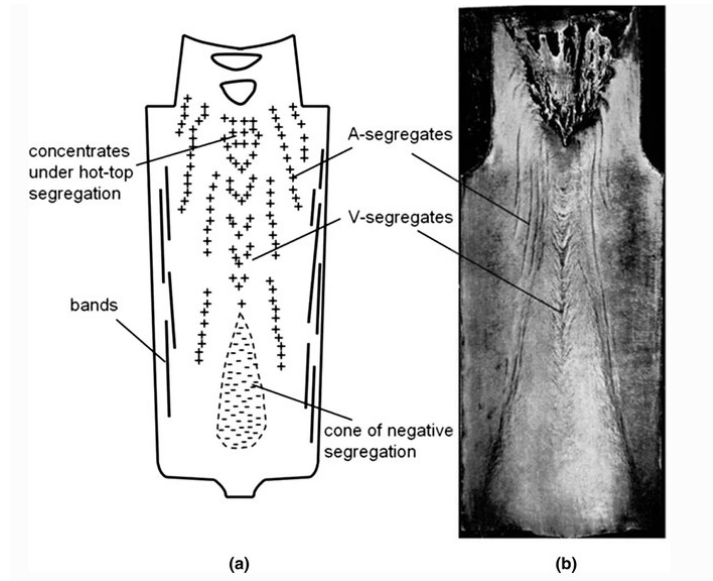 concentrates
under hot-top
segregation
A-segregates
V-segregates
bands
cone of negative
segregation
(a)
(b)